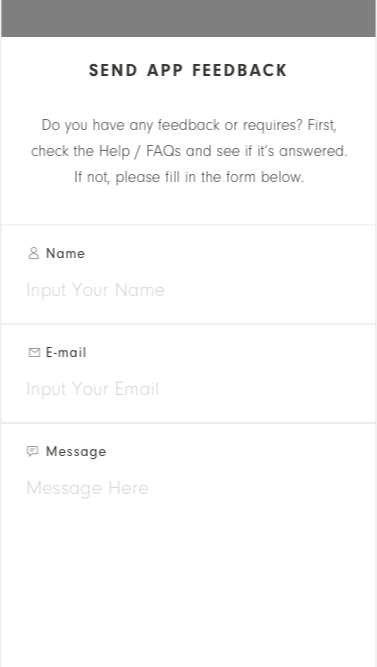 SEND APP FEEDBACK
Do you have any feedback or requires? First,
check the Help / FAQs and see if it's answered.
If not, please fill in the form below.
Name
Input Your Name
E-mail
Input Your Email
Message
Message Here